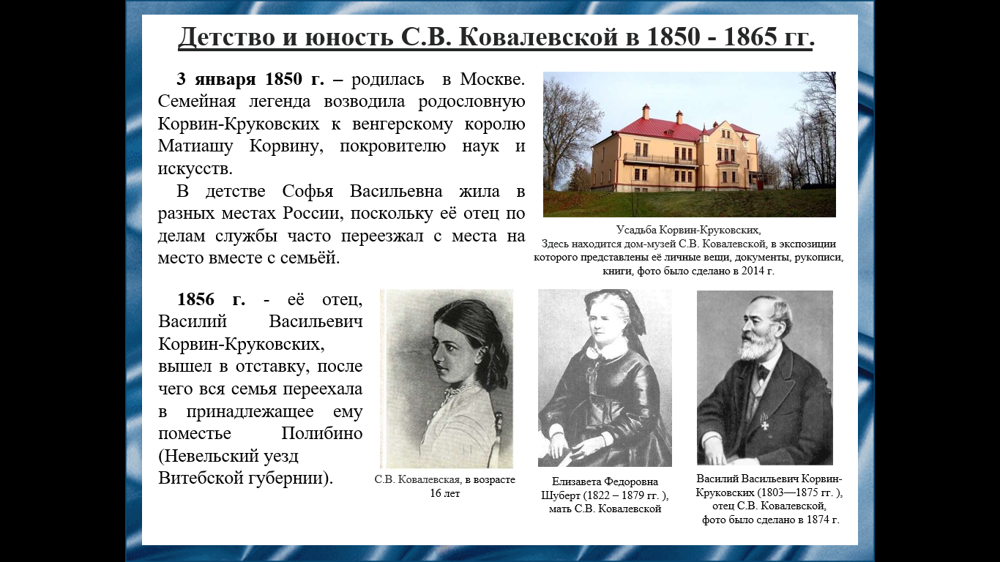 Детство и юность С.В. Ковалевской в 1850 - 1865 гг.
3 января 1850 г. – родилась в Москве.
Семейная легенда возводила родословную
Корвин-Круковских к венгерскому королю
Матиашу Корвину, покровителю наук и
искусств.
В детстве Софья Васильевна жила в
разных местах России, поскольку её отец по
делам службы часто переезжал с места на
место вместе с семьёй.
Усадьба Корвин-Круковских,
Здесь находится дом-музей С.В. Ковалевской, в экспозиции
которого представлены её личные вещи, документы, рукописи,
книги, фото было сделано в 2014 г.
1856 г. - её отец,
Василий Васильевич
Корвин-Круковских,
вышел в отставку, после
чего вся семья переехала
в принадлежащее ему
поместье Полибино
(Невельский уезд
Витебской губернии).
С.В. Ковалевская, в возрасте
16 лет
Елизавета Федоровна
Шуберт (1822 – 1879 гг. ),
мать С.В. Ковалевской
Василий Васильевич Корвин-
Круковских (1803—1875 гг. ),
отец С.В. Ковалевской,
фото было сделано в 1874 г.